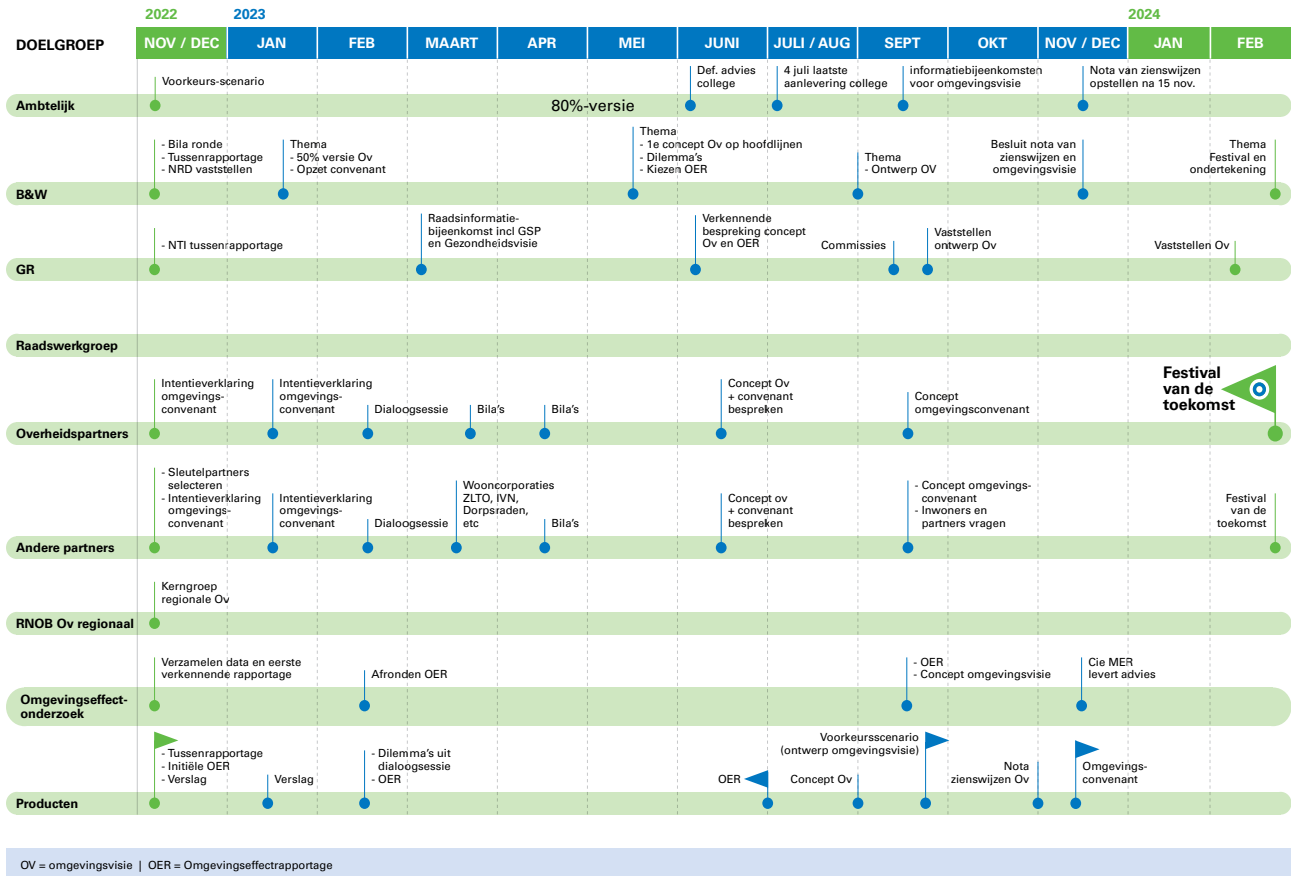 2022
2023
2024
DOELGROEP
NOV / DEC
JAN
FEB
MAART
APR
MEI
JUNI
JULI / AUG
SEPT
OKT
NOV / DEC
JAN
FEB
Voorkeurs-scenario
Def. advies
college
4 juli laatste
aanlevering college
informatiebijeenkomsten
voor omgevingsvisie
Nota van zienswijzen
opstellen na 15 nov.
Ambtelijk
80%-versie
- Bila ronde
- Tussenrapportage
- NRD vaststellen
Thema
- 50% versie Ov
- Opzet convenant
Thema
- 1e concept Ov op hoofdlijnen
- Dilemma's
- Kiezen OER
Thema
- Ontwerp OV
Besluit nota van
zienswijzen en
omgevingsvisie
Thema
Festival en
ondertekening
B&W
- NTI tussenrapportage
Raadsinformatie-
bijeenkomst incl GSP
en Gezondheidsvisie
Verkennende
bespreking concept
Ov en OER
Commissies
Vaststellen
ontwerp Ov
Vaststellen Ov
GR
Raadswerkgroep
Intentieverklaring
omgevings-
convenant
Intentieverklaring
omgevings-
convenant
Dialoogsessie
Bila's
Bila's
Concept Ov
+ convenant
bespreken
Concept
omgevingsconvenant
Festival
van de
toekomst
Overheidspartners
- Sleutelpartners
selecteren
- Intentieverklaring
omgevings-
convenant
Intentieverklaring
omgevings-
convenant
Dialoogsessie
Wooncorporaties
ZLTO, IVN,
Dorpsraden,
etc
Bila's
Concept ov
+ convenant
bespreken
- Concept omgevings-
convenant
- Inwoners en
partners vragen
Festival
van de
toekomst
Andere partners
Kerngroep
regionale Ov
RNOB Ov regionaal
Verzamelen data en eerste
verkennende rapportage
Afronden OER
- OER
- Concept omgevingsvisie
Cie MER
levert advies
Omgevingseffect-
onderzoek
- Tussenrapportage
- Initiële OER
- Verslag
Verslag
- Dilemma's uit
dialoogsessie
- OER
OER
Concept Ov
Voorkeursscenario
(ontwerp omgevingsvisie)
Nota
zienswijzen Ov
Omgevings-
convenant
Producten
OV = omgevingsvisie | OER = Omgevingseffectrapportage